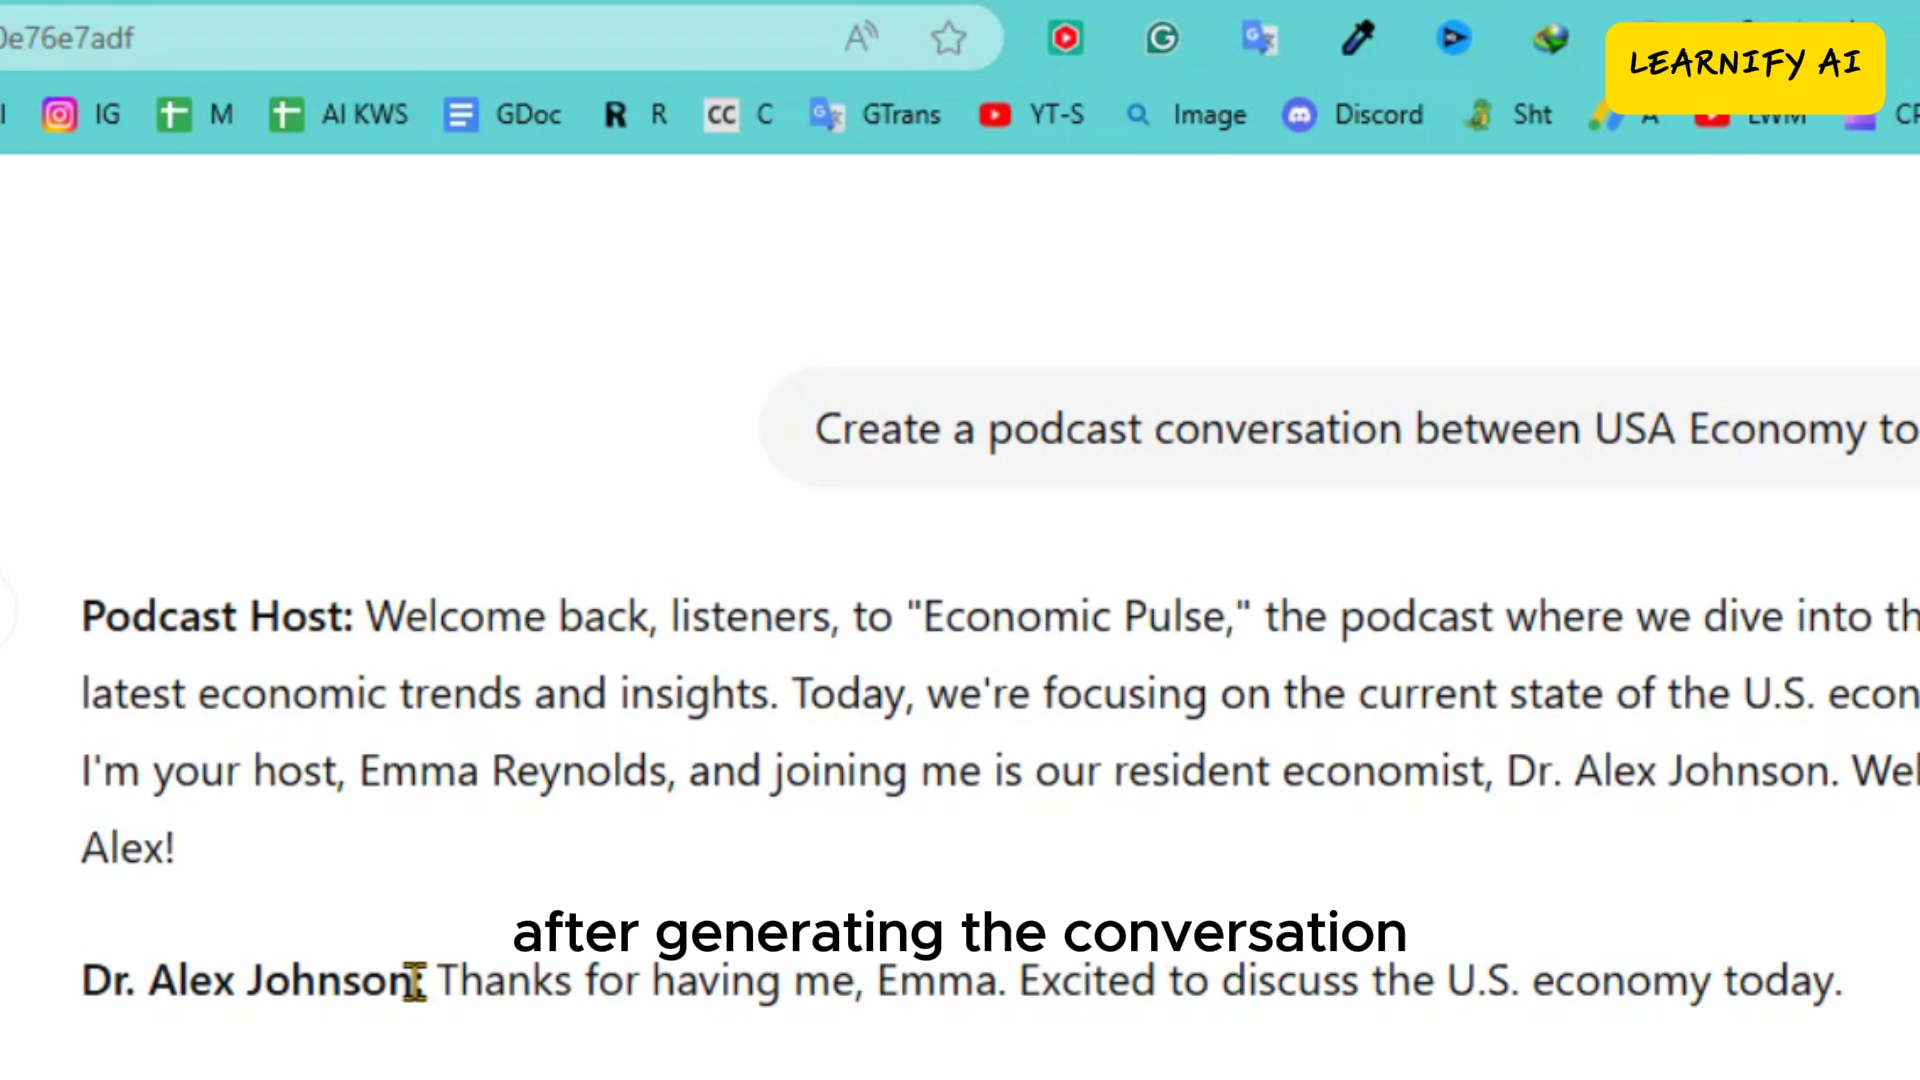 0e76e7adf
LEARNIFY AI
IG M AI KWS GDoc R R CC C GTrans YT-S Image Discord Sht A LWM
Create a podcast conversation between USA Economy to
Podcast Host: Welcome back, listeners, to "Economic Pulse," the podcast where we dive into th
latest economic trends and insights. Today, we're focusing on the current state of the U.S. econ
I'm your host, Emma Reynolds, and joining me is our resident economist, Dr. Alex Johnson. Wel
Alex!
after generating the conversation
Dr. Alex Johnson: Thanks for having me, Emma. Excited to discuss the U.S. economy today.